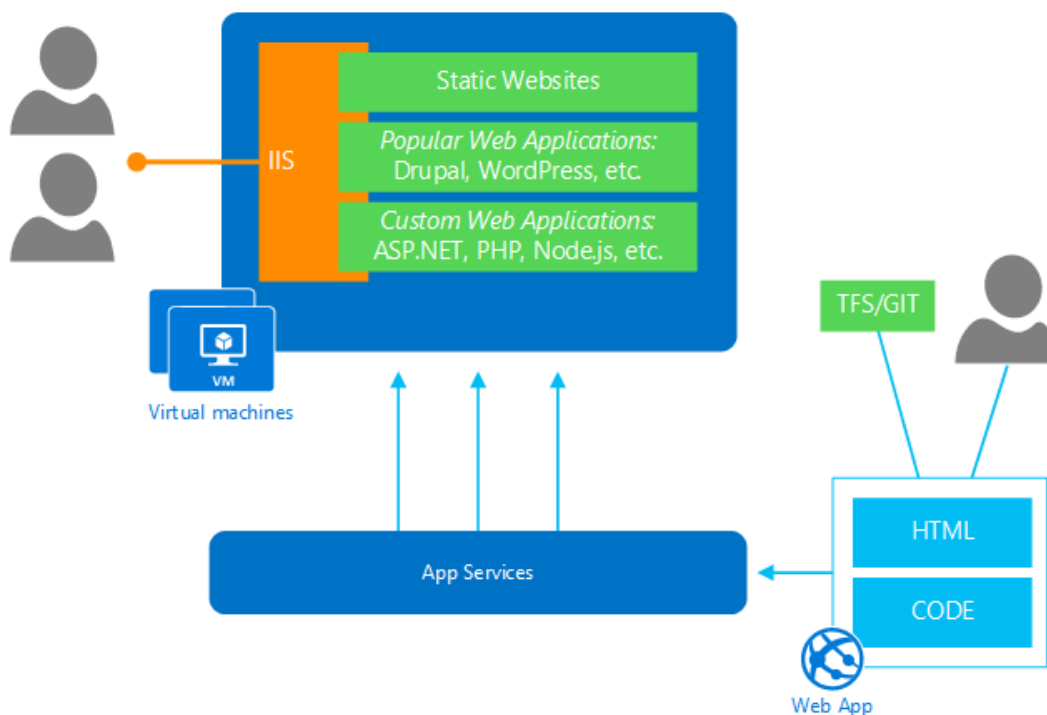 Static Websites
Popular Web Applications:
Drupal, WordPress, etc.
IIS
Custom Web Applications:
ASP.NET, PHP, Node.js, etc.
TFS/GIT
VM
Virtual machines
HTML
App Services
CODE
Web App